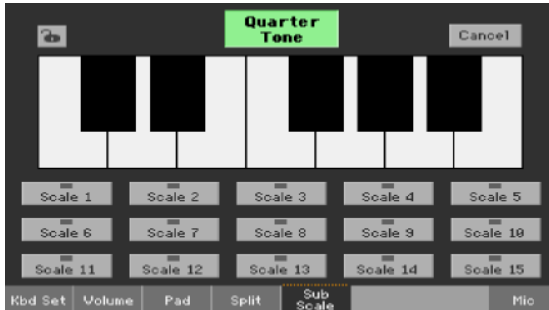 Quarter
Tone
Cancel
Scale 1 Scale 2 Scale 3 Scale 4 Scale 5
Scale 6 Scale 7 Scale 8 Scale 9 Scale 10
Scale 11 Scale 12 Scale 13 Scale 14 Scale 15
Kbd Set Volume Pad Split Sub
Scale Mic